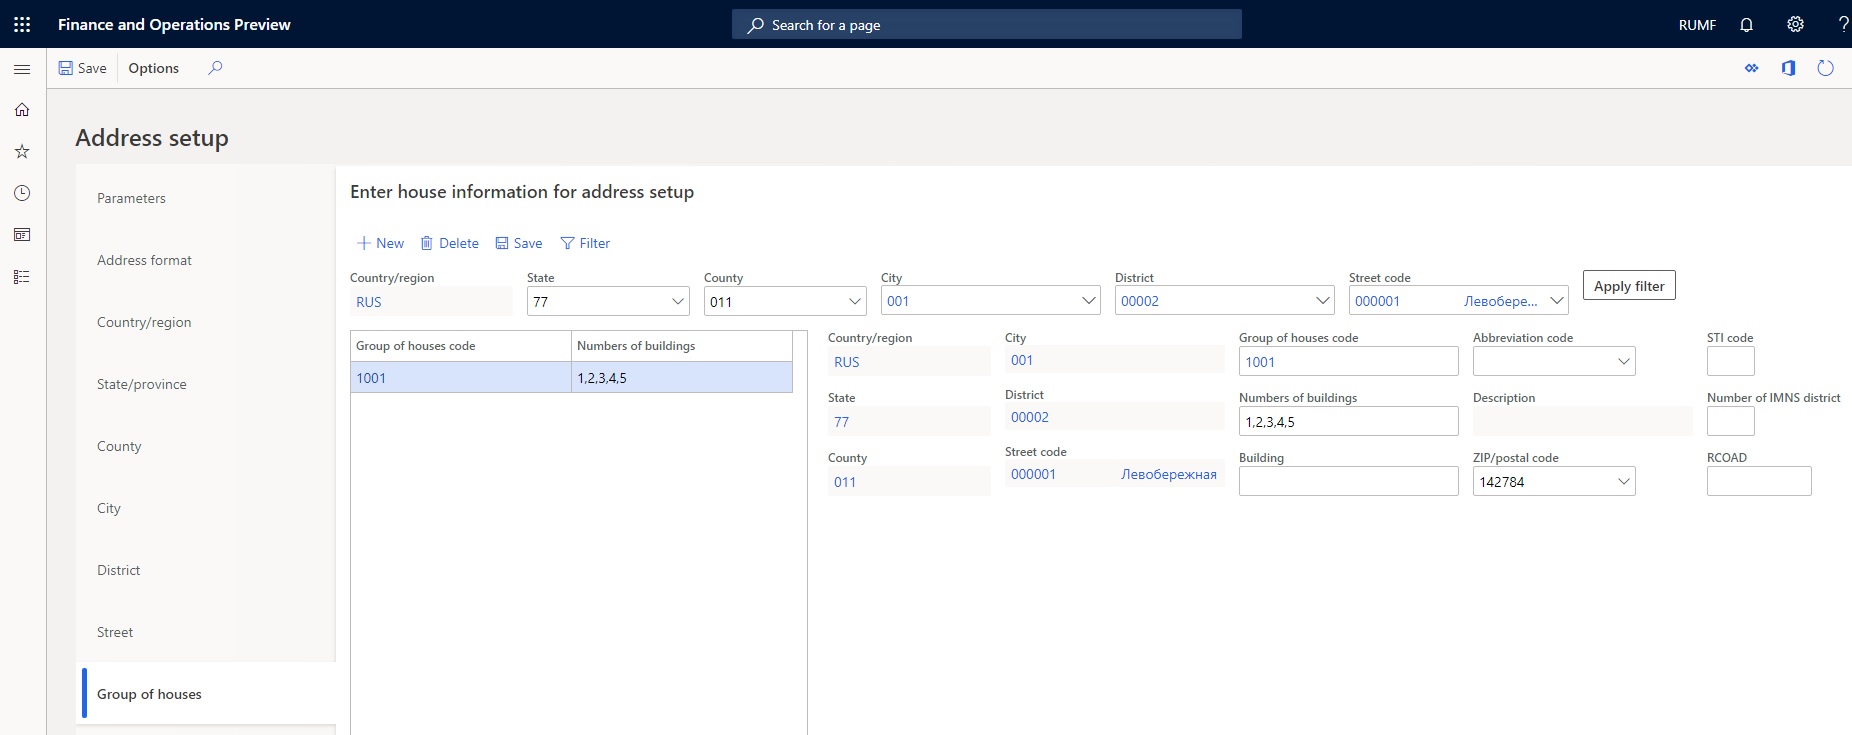 Finance and Operations Preview
Search for a page
RUMF
?
Save
Options
Address setup
Parameters
Address format
Country/region
State/province
County
City
District
Street
Group of houses
Enter house information for address setup
New
Delete
Save
Filter
Country/region
State
County
City
District
Street code
RUS
77
011
001
00002
000001 Левобере...
Apply filter
Group of houses code
Numbers of buildings
1001
1,2,3,4,5
Country/region
RUS
State
77
County
011
City
001
District
00002
Street code
000001 Левобережная
Group of houses code
1001
Numbers of buildings
1,2,3,4,5
Building
Abbreviation code
Description
ZIP/postal code
142784
STI code
Number of IMNS district
RCOAD